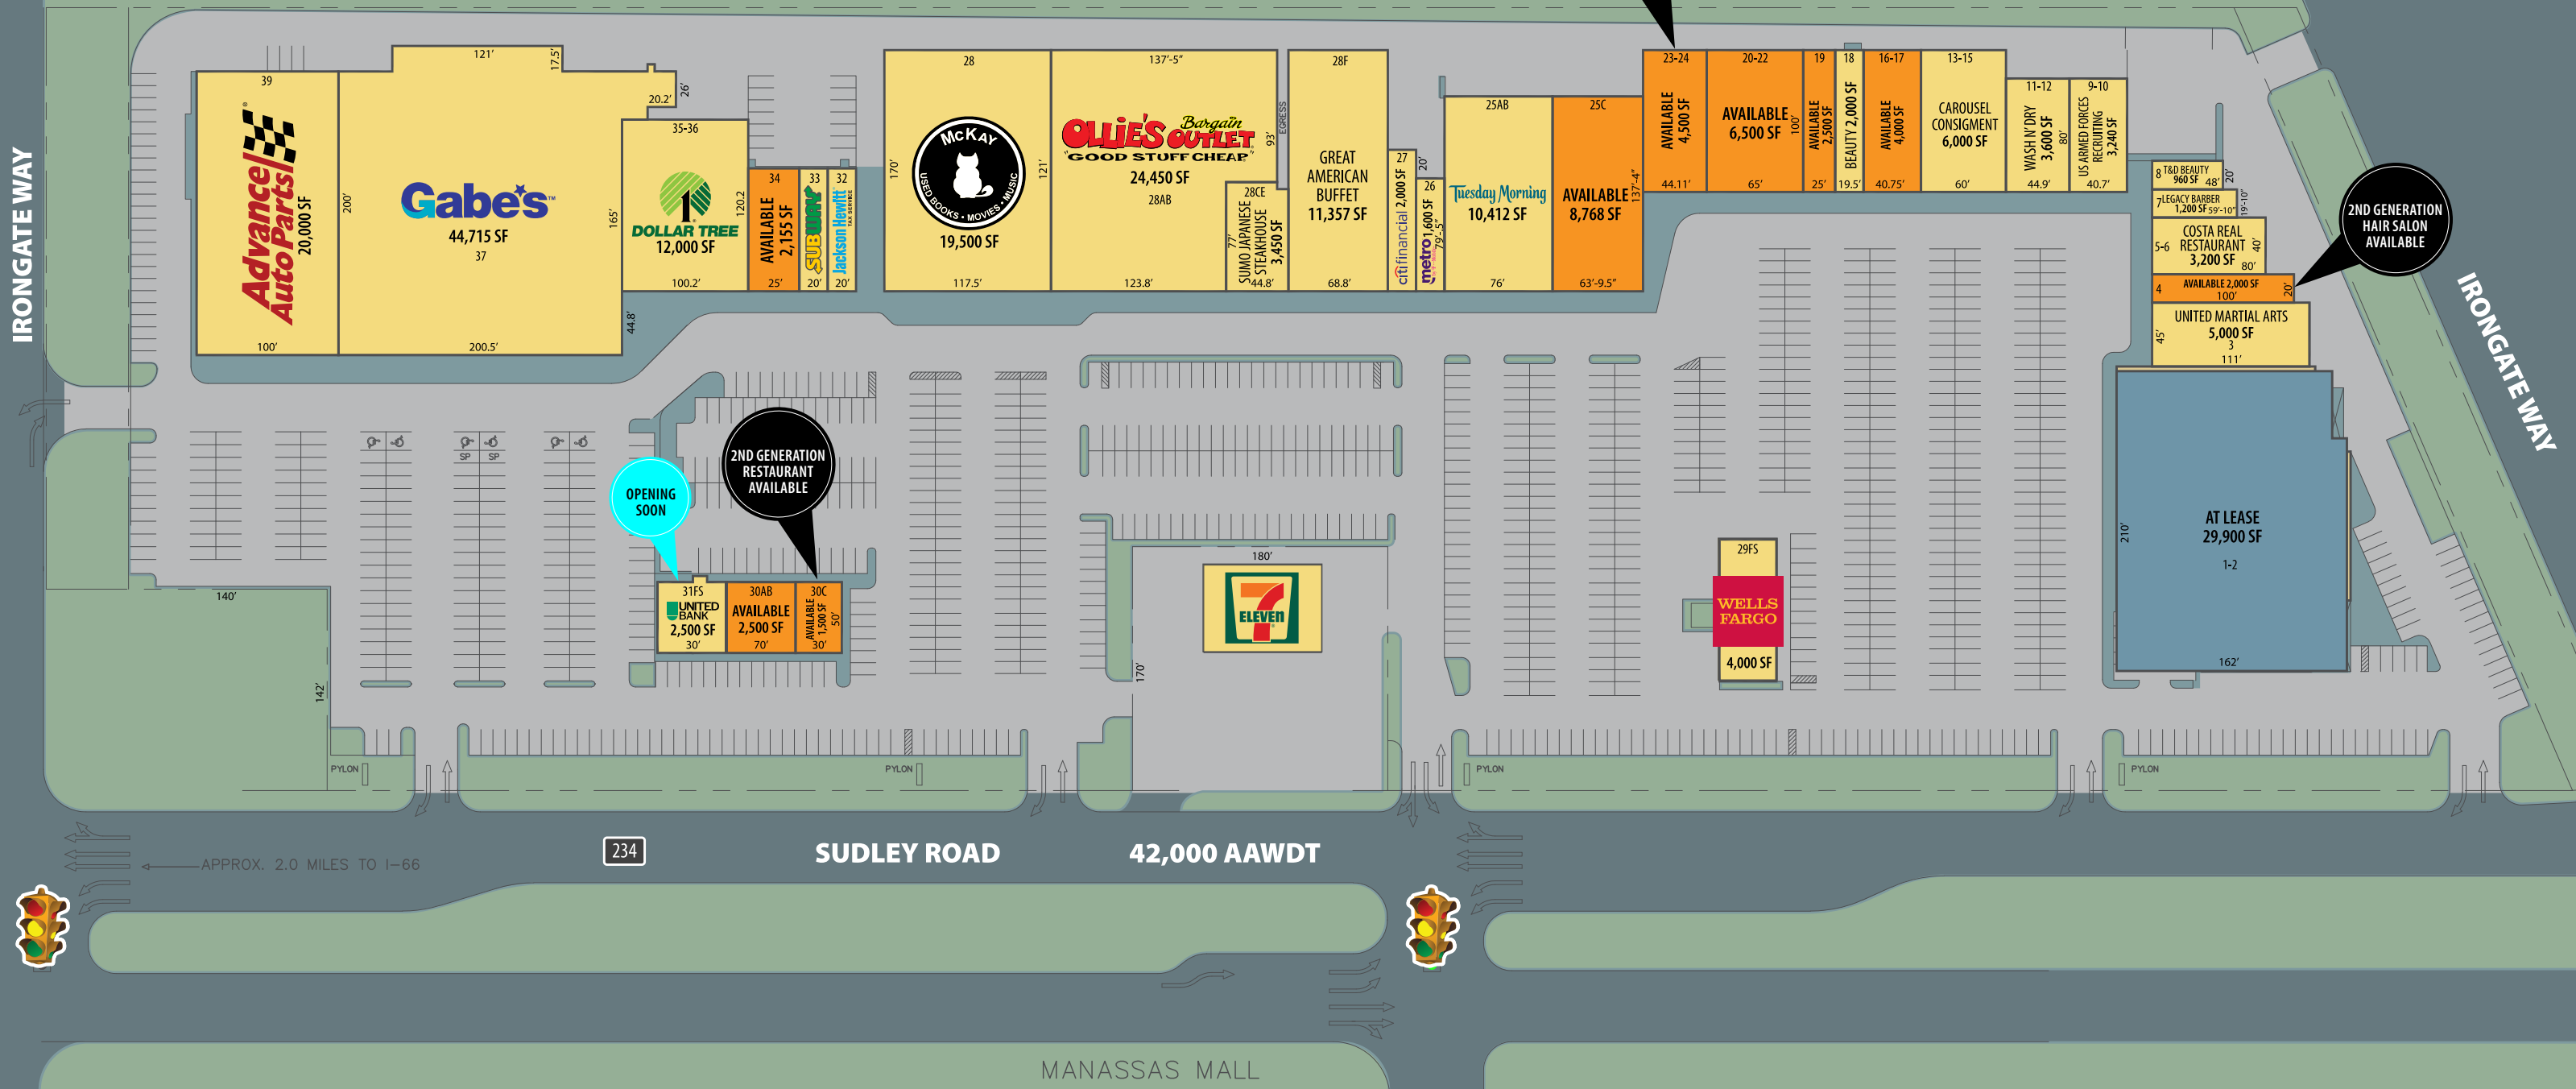 IRONGATE WAY
39
Advance
Auto Parts
20,000 SF
100'
121'
17.5'
200'
Gabe's
44,715 SF
37
200.5'
20.2'
26'
165'
44.8'
35-36
1
DOLLAR TREE
12,000 SF
100.2'
120.2
34
AVAILABLE
2,155 SF
25'
33
SUBWAY
20'
32
Jackson Hewitt
TAX SERVICE
20'
28
170'
McKAY
USED BOOKS • MOVIES • MUSIC
19,500 SF
117.5'
137'-5"
121'
OLLIE'S Bargain
OUTLET
"GOOD STUFF CHEAP"
24,450 SF
28AB
123.8'
93'
EGRESS
28CE
77'
SUMO JAPANESE
STEAKHOUSE
3,450 SF
44.8'
28F
GREAT
AMERICAN
BUFFET
11,357 SF
68.8'
27
citifinancial 2,000 SF
20'
26
metro 1,600 SF
79'-5"
25AB
Tuesday Morning
10,412 SF
76'
25C
AVAILABLE
8,768 SF
137'-4"
63'-9.5"
23-24
AVAILABLE
4,500 SF
44.11'
20-22
AVAILABLE
6,500 SF
100'
65'
19
AVAILABLE
2,500 SF
25'
18
BEAUTY 2,000 SF
19.5'
16-17
AVAILABLE
4,000 SF
40.75'
13-15
CAROUSEL
CONSIGMENT
6,000 SF
60'
11-12
WASH N' DRY
3,600 SF
80'
44.9'
9-10
US ARMED FORCES
RECRUITING
3,240 SF
40.7'
8 T&D BEAUTY
960 SF 48'
20'
7 LEGACY BARBER
1,200 SF 59'-10"
19'-10"
COSTA REAL
5-6 RESTAURANT
3,200 SF
40'
80'
4 AVAILABLE 2,000 SF
100'
20'
2ND GENERATION
HAIR SALON
AVAILABLE
UNITED MARTIAL ARTS
5,000 SF
3
45'
111'
IRONGATE WAY
AT LEASE
29,900 SF
1-2
210'
162'
SP SP
OPENING
SOON
2ND GENERATION
RESTAURANT
AVAILABLE
31FS
UNITED
BANK
2,500 SF
30'
30AB
AVAILABLE
2,500 SF
70'
30C
AVAILABLE
1,500 SF
50'
30'
180'
7
ELEVEN
170'
29FS
WELLS
FARGO
4,000 SF
140'
142'
PYLON
PYLON
PYLON
PYLON
APPROX. 2.0 MILES TO I-66
234
SUDLEY ROAD
42,000 AAWDT
MANASSAS MALL